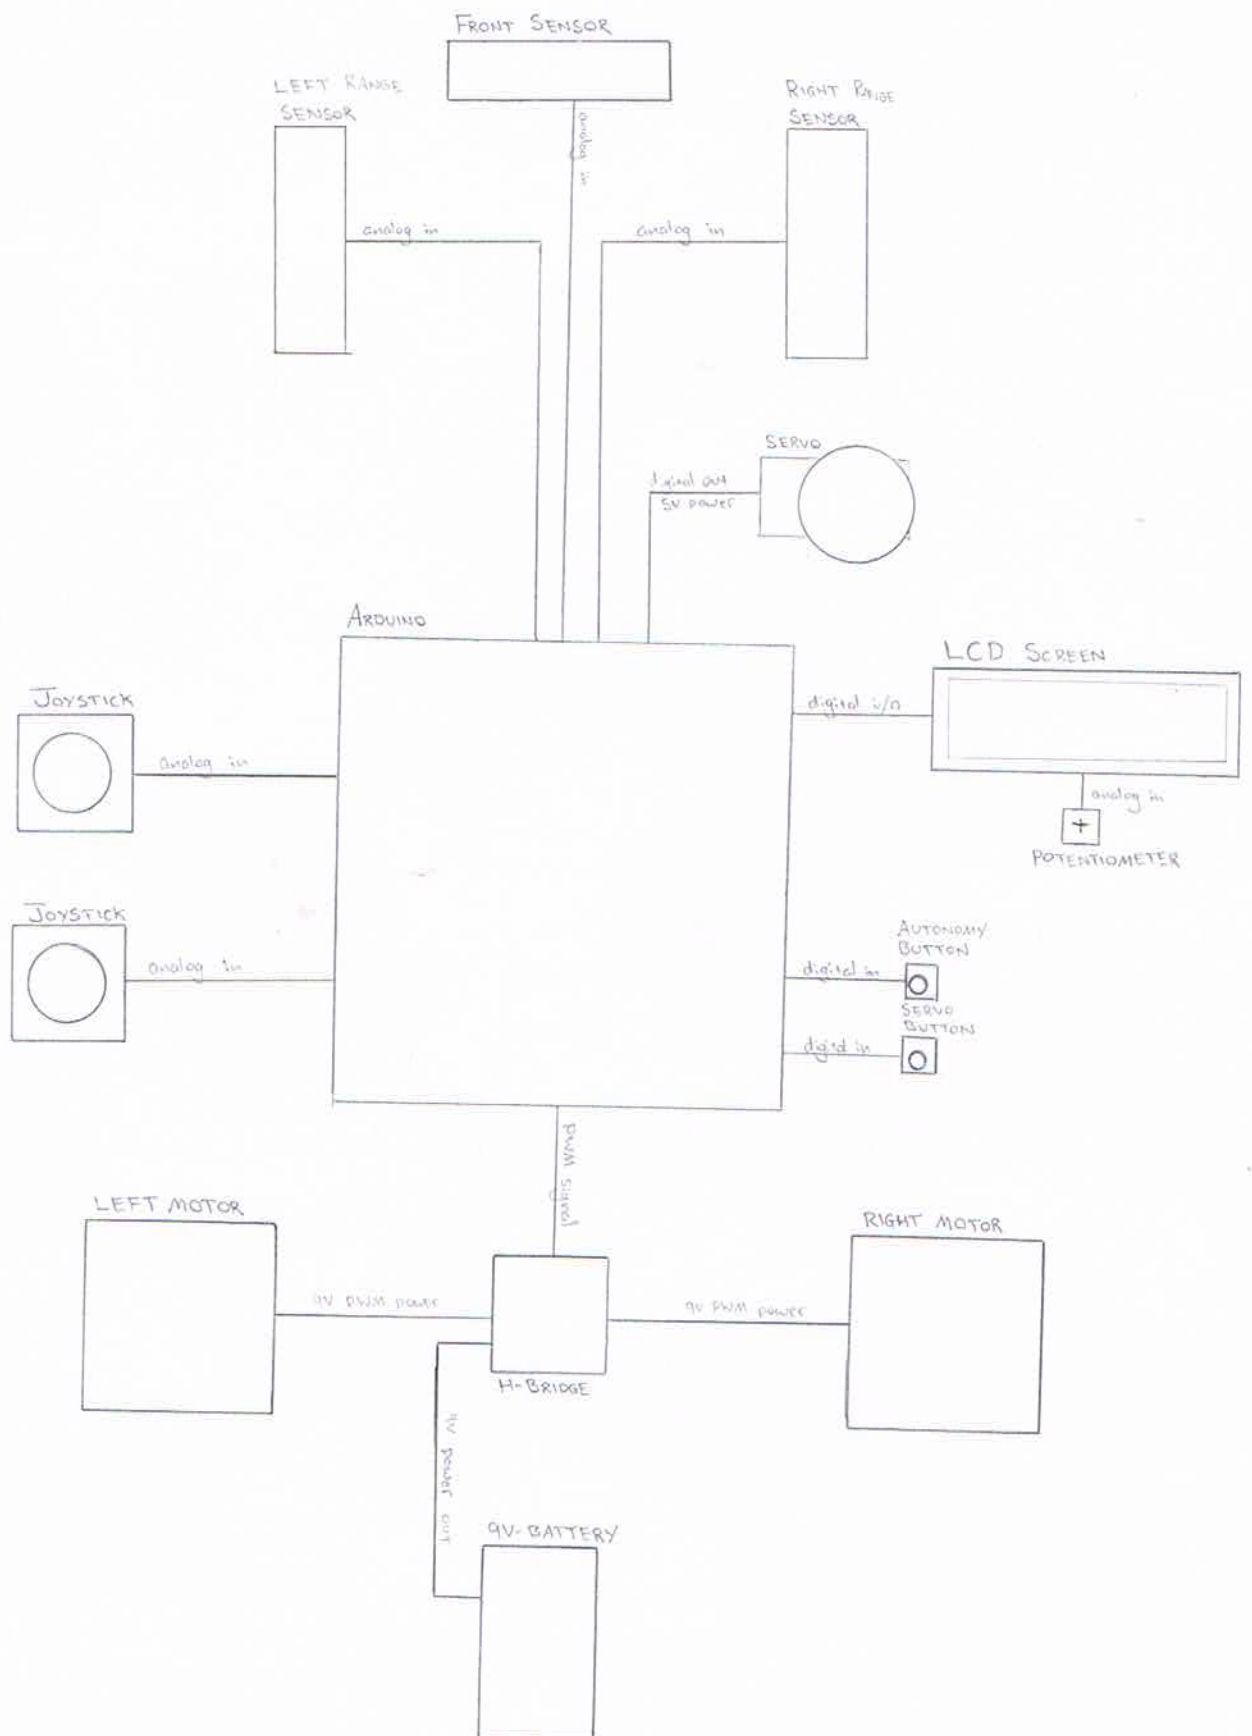 FRONT SENSOR
LEFT RANGE
SENSOR
RIGHT RANGE
SENSOR
analog in
analog in
analog in
SERVO
digital out
5V power
ARDUINO
LCD SCREEN
JOYSTICK
digital i/o
analog in
analog in
POTENTIOMETER
JOYSTICK
AUTONOMY
BUTTON
analog in
digital in
SERVO
BUTTON
digital in
PWM signal
LEFT MOTOR
RIGHT MOTOR
9V PWM power
9V PWM power
H-BRIDGE
9V power out
9V-BATTERY